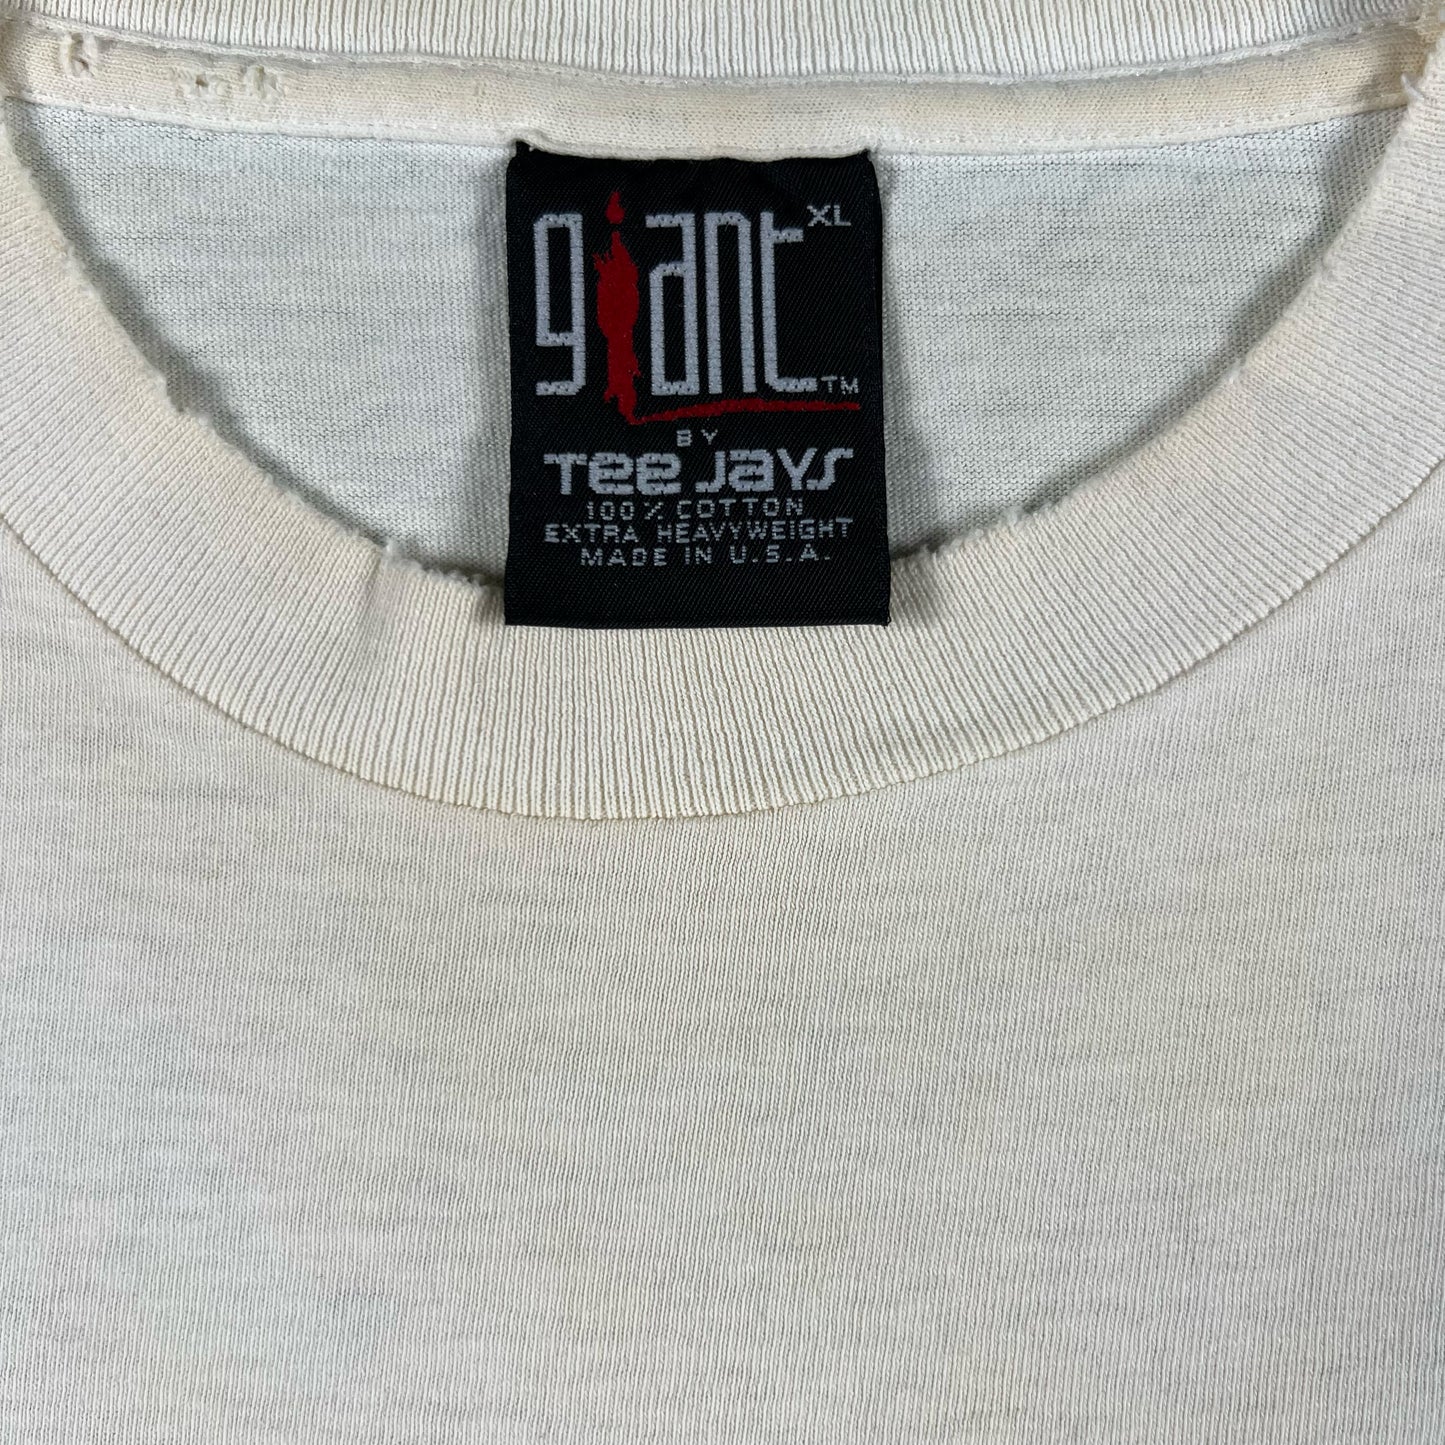 giant XL
TM
BY
Tee Jays
100% COTTON
EXTRA HEAVYWEIGHT
MADE IN U.S.A.